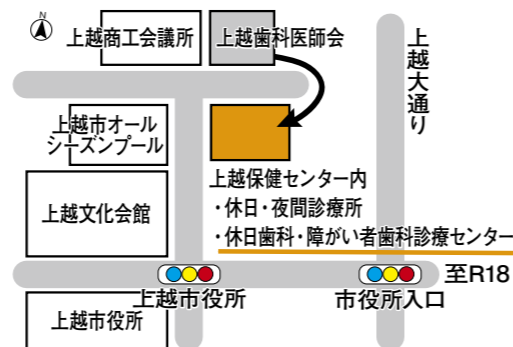 N
上越商工会議所
上越歯科医師会
上越大通り
上越市オール
シーズンプール
上越文化会館
上越保健センター内
・休日・夜間診療所
・休日歯科・障がい者歯科診療センター
至R18
上越市役所
市役所入口
上越市役所